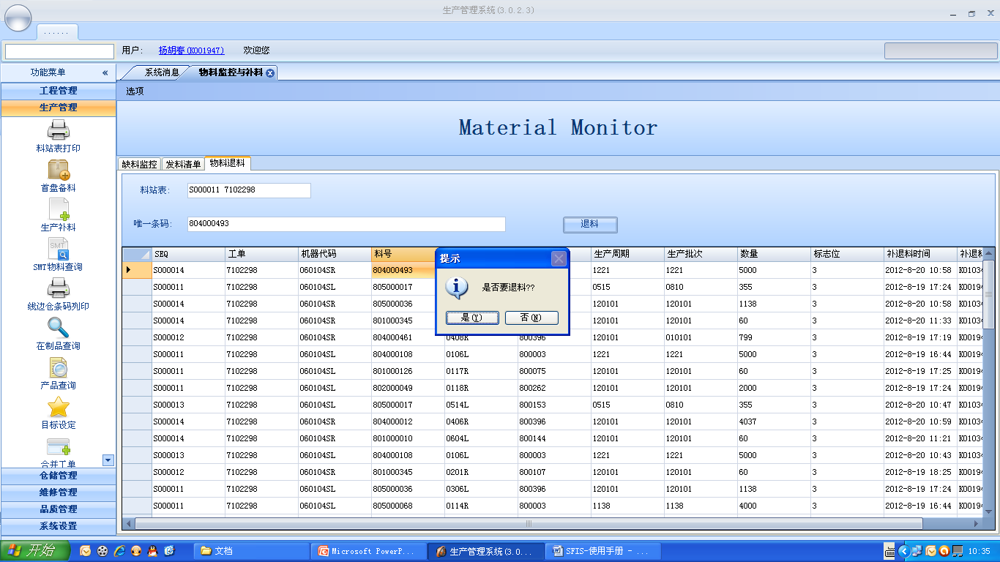 生产管理系统(3.0.2.3)
......
用户: 杨胡春(K001947) 欢迎您
功能菜单 «
系统消息 物料监控与补料
工程管理
选项
生产管理
Material Monitor
料站表打印
缺料监控 发料清单 物料退料
首盘备料
料站表: S000011 7102298
生产补料
唯一条码: 804000493 退料
SMT
SMT物料查询
线边仓条码列印
在制品查询
产品查询
目标设定
合并工单
仓储管理
维修管理
品质管理
系统设置
SEQ 工单 机器代码 料号 生产周期 生产批次 数量 标志位 补退料时间 补退料
S000014 7102298 060104SR 804000493 1221 1221 5000 3 2012-8-20 10:58 K0103
S000011 7102298 060104SL 805000017 0515 0810 355 3 2012-8-19 17:24 K0019
S000014 7102298 060104SR 805000036 120101 120101 1138 3 2012-8-20 10:58 K0103
S000014 7102298 060104SR 801000345 120101 120101 60 3 2012-8-20 11:33 K0103
S000012 7102298 060104SR 804000461 0408R 800396 120101 010101 799 3 2012-8-19 17:19 K0019
S000011 7102298 060104SL 804000108 0106L 800003 1221 1221 5000 3 2012-8-19 16:44 K0019
S000011 7102298 060104SL 801000126 0117R 800075 120101 120101 60 3 2012-8-19 17:25 K0019
S000011 7102298 060104SL 802000049 0118R 800262 120101 120101 2000 3 2012-8-19 17:24 K0019
S000013 7102298 060104SL 805000017 0514L 800153 0515 0810 355 3 2012-8-20 10:47 K0103
S000014 7102298 060104SR 804000012 0406R 800396 120101 120101 4037 3 2012-8-20 10:59 K0103
S000014 7102298 060104SR 801000010 0604L 800144 120101 120101 60 3 2012-8-20 11:21 K0103
S000013 7102298 060104SL 804000108 0106L 800003 1221 1221 5000 3 2012-8-20 10:43 K0103
S000012 7102298 060104SR 801000345 0201R 800107 120101 120101 60 3 2012-8-19 18:25 K0019
S000011 7102298 060104SL 805000036 0306L 800396 120101 120101 1138 3 2012-8-19 17:24 K0019
S000011 7102298 060104SL 805000068 0114R 800003 1138 1138 4000 3 2012-8-19 16:44 K0019
提示
是否要退料??
是(Y) 否(N)
开始 文档 Microsoft PowerP... 生产管理系统(3.0... SFIS-使用手册 - ... 10:35